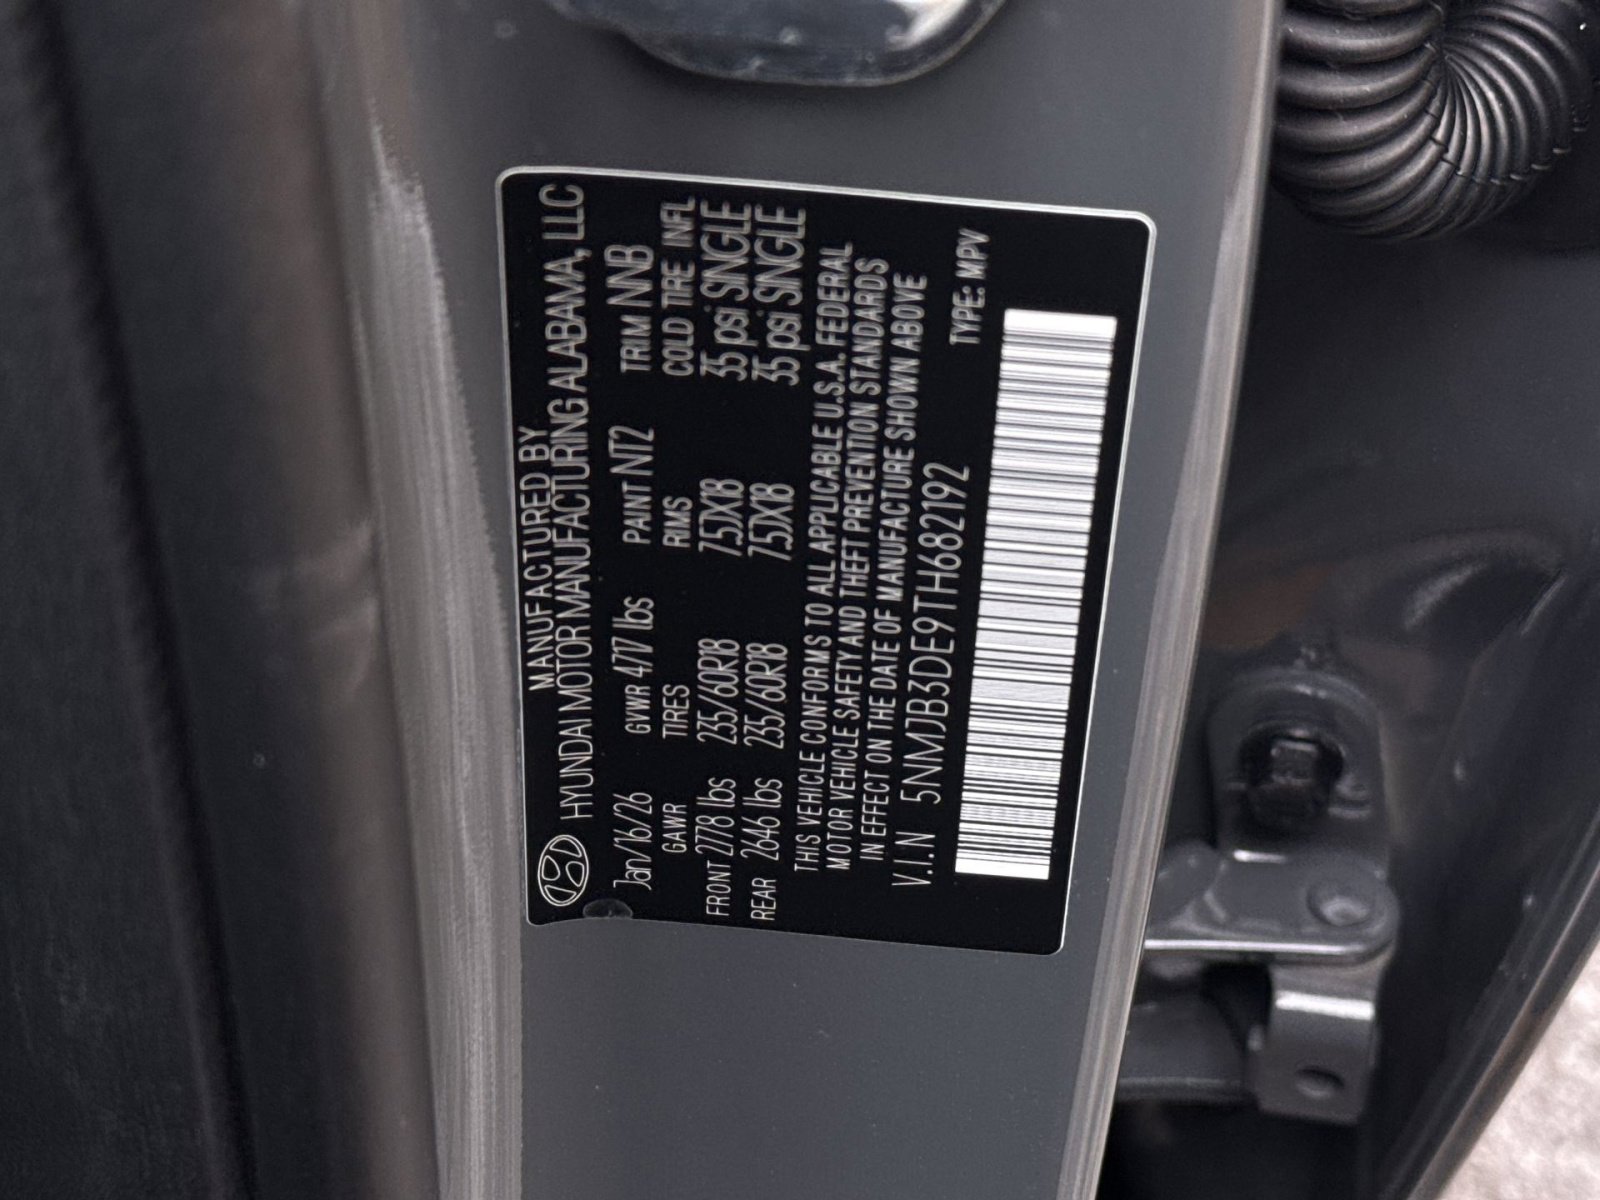 MANUFACTURED BY
HYUNDAI MOTOR MANUFACTURING ALABAMA, LLC
Jan/16/26 GVWR 4717 lbs PAINT NT2 TRIM NNB
GAWR TIRES RIMS COLD TIRE INFL
FRONT 2778 lbs 235/60R18 7.5JX18 35 psi SINGLE
REAR 2646 lbs 235/60R18 7.5JX18 35 psi SINGLE
THIS VEHICLE CONFORMS TO ALL APPLICABLE U.S.A. FEDERAL
MOTOR VEHICLE SAFETY AND THEFT PREVENTION STANDARDS
IN EFFECT ON THE DATE OF MANUFACTURE SHOWN ABOVE
V.I.N 5NMJB3DE9TH682192
TYPE: MPV